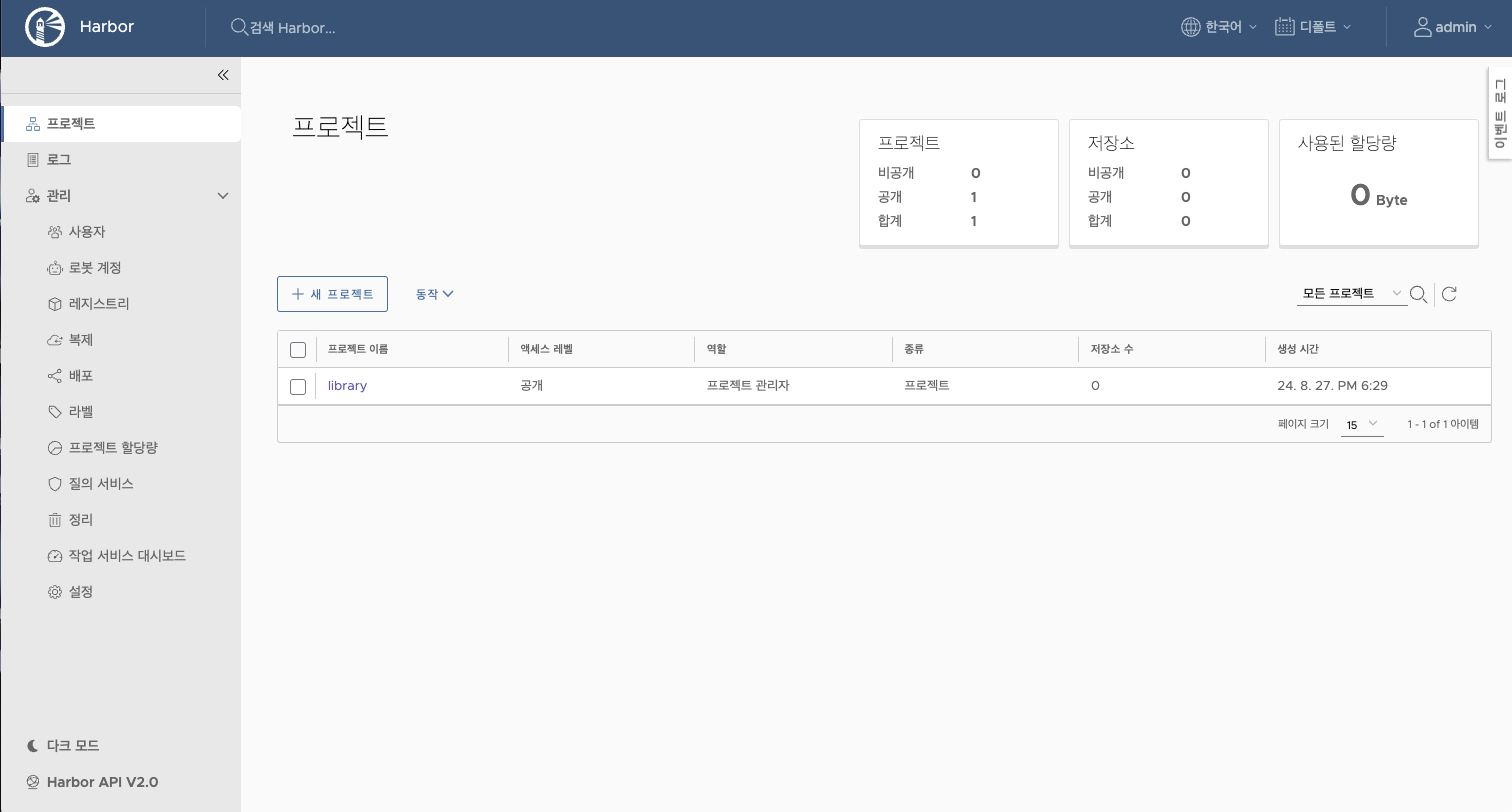 Harbor
검색 Harbor...
한국어
디폴트
admin
이벤트 로그
프로젝트
로그
관리
사용자
로봇 계정
레지스트리
복제
배포
라벨
프로젝트 할당량
질의 서비스
정리
작업 서비스 대시보드
설정
다크 모드
Harbor API V2.0
프로젝트
프로젝트
비공개 0
공개 1
합계 1
저장소
비공개 0
공개 0
합계 0
사용된 할당량
0 Byte
새 프로젝트
동작
모든 프로젝트
프로젝트 이름 액세스 레벨 역할 종류 저장소 수 생성 시간
library 공개 프로젝트 관리자 프로젝트 0 24. 8. 27. PM 6:29
페이지 크기 15 1 - 1 of 1 아이템